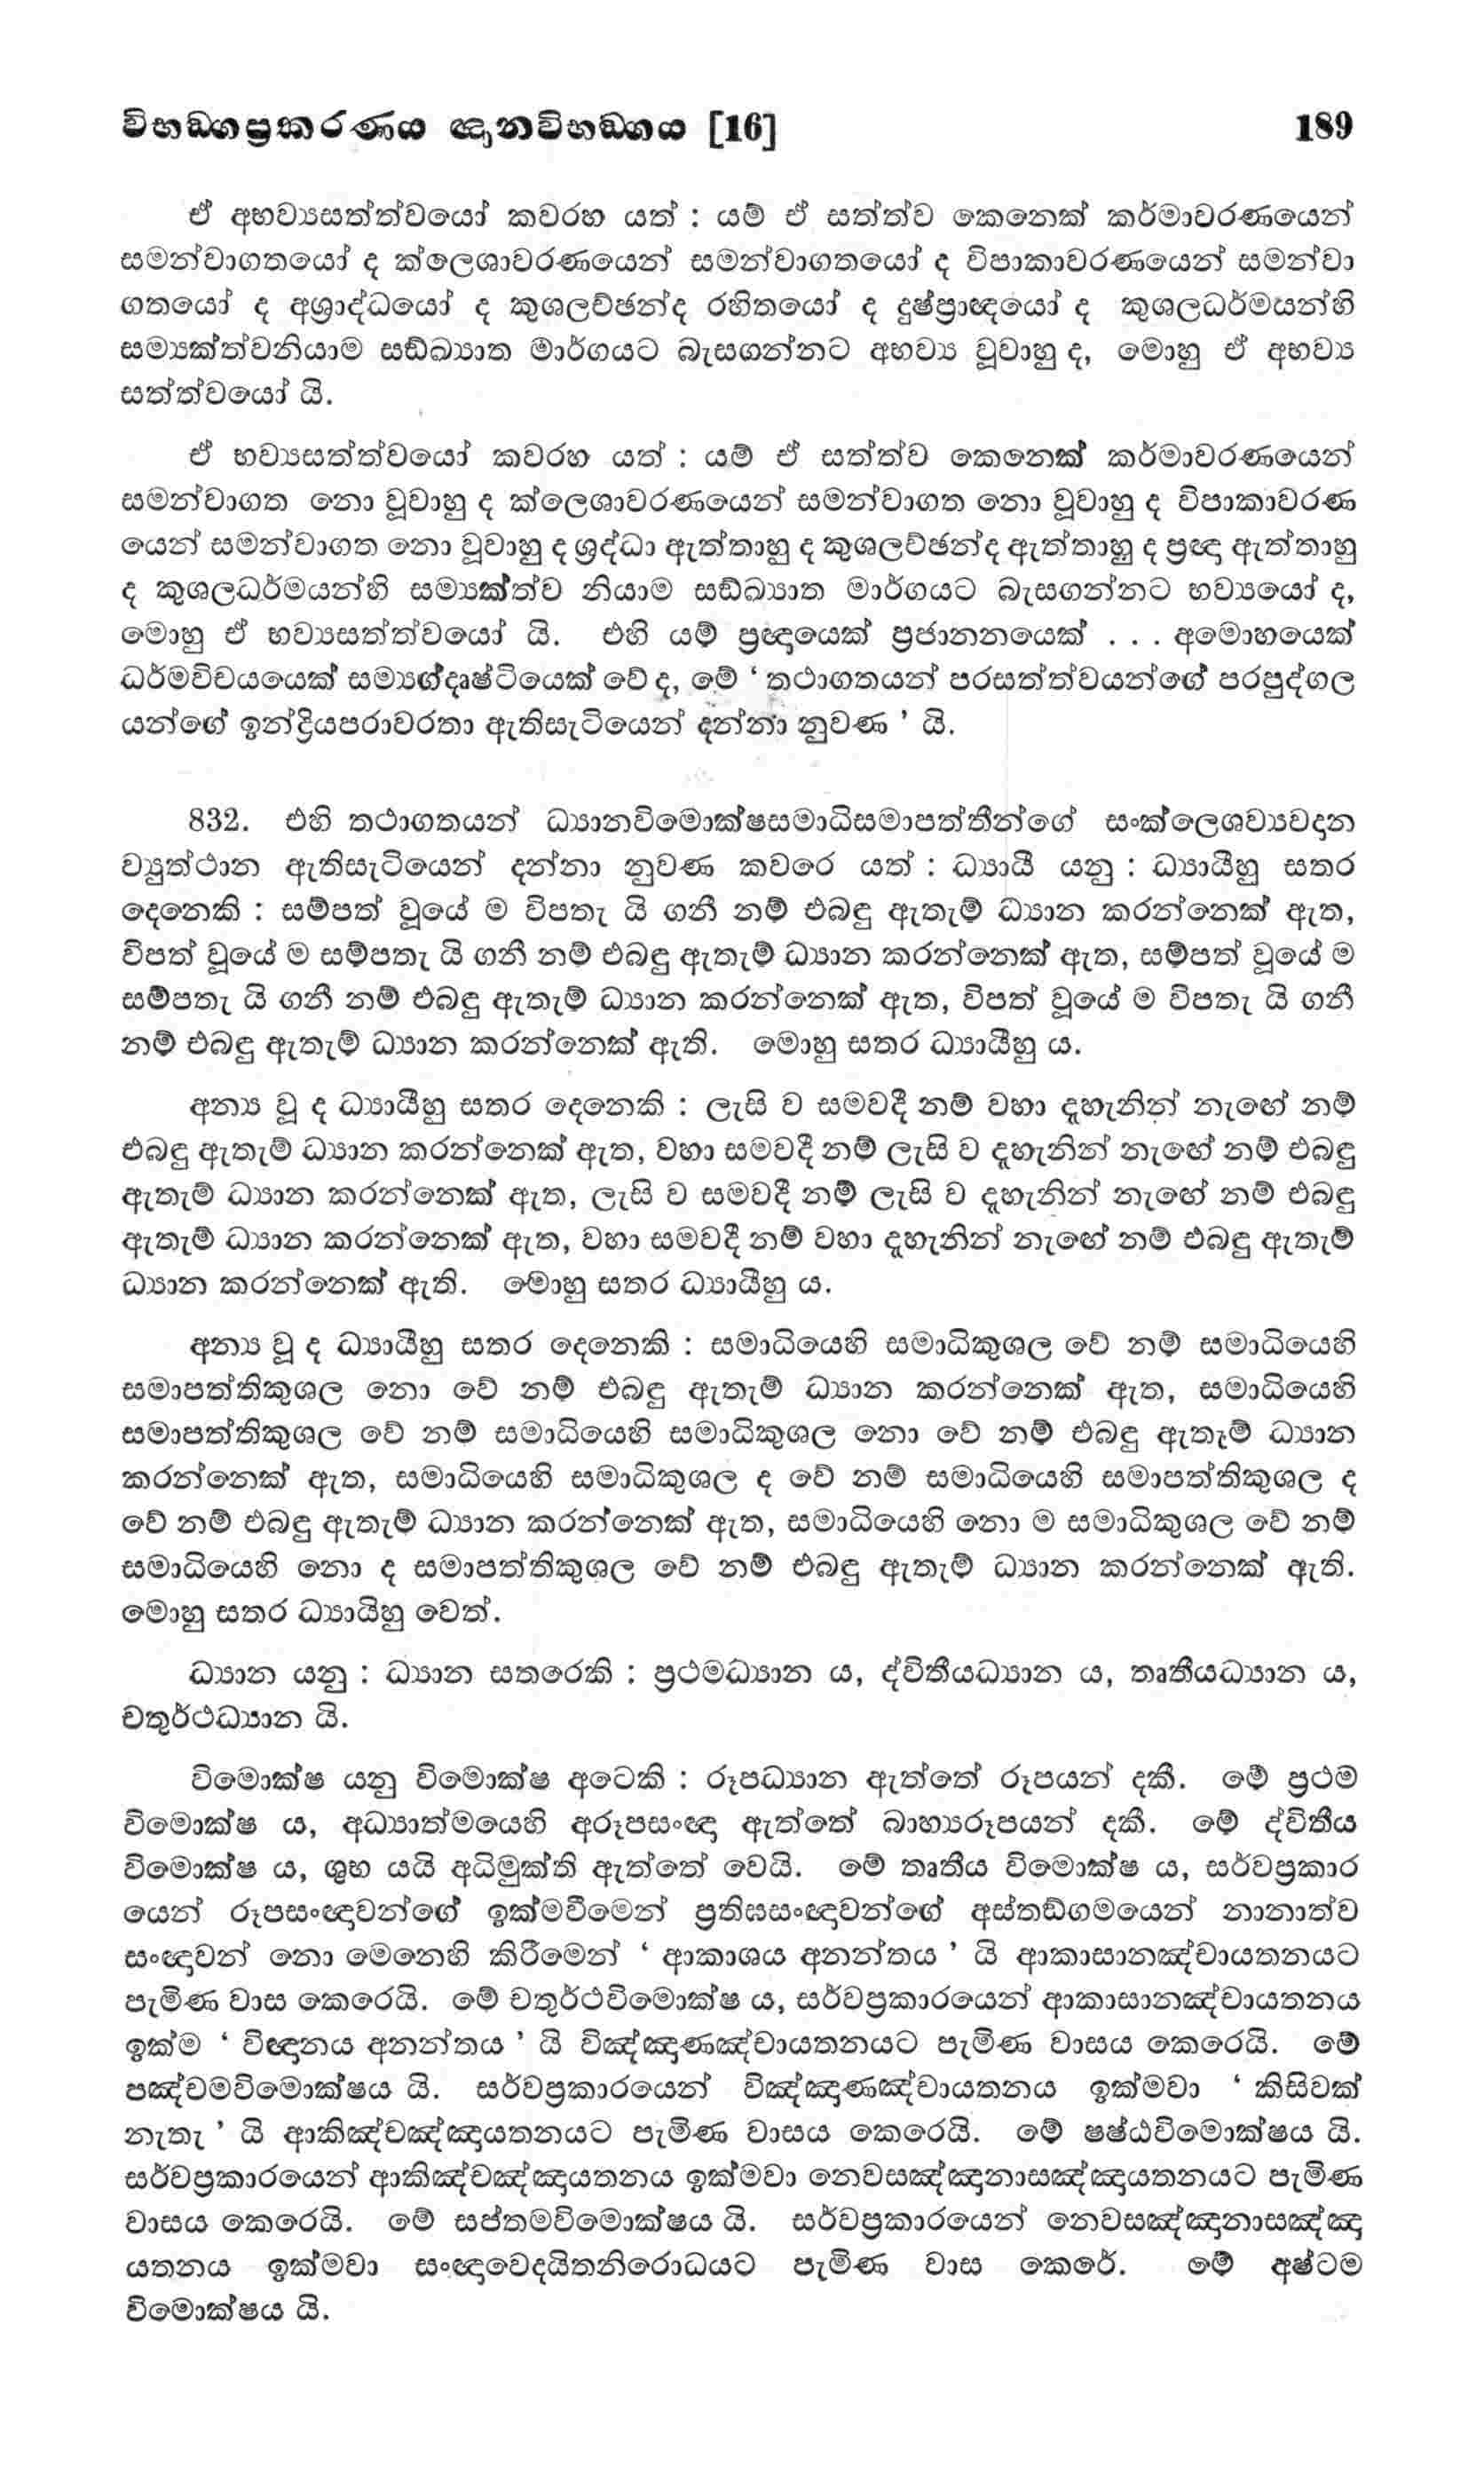 විභඞ්ගප්‍රකරණය ඥානවිභඞ්ගය [16] 189
ඒ අභව්‍යසත්ත්වයෝ කවරහ යත් : යම් ඒ සත්ත්ව කෙනෙක් කර්මාවරණයෙන්
සමන්වාගතයෝ ද ක්ලෙශාවරණයෙන් සමන්වාගතයෝ ද විපාකාවරණයෙන් සමන්වා
ගතයෝ ද අශ්‍රාද්ධයෝ ද කුශලච්ඡන්ද රහිතයෝ ද දුෂ්ප්‍රාඥයෝ ද කුශලධර්මයන්හි
සම්‍යක්ත්වනියාම සඞ්ඛ්‍යාත මාර්ගයට බැසගන්නට අභව්‍ය වූවාහු ද, මොහු ඒ අභව්‍ය
සත්ත්වයෝ යි.
ඒ භව්‍යසත්ත්වයෝ කවරහ යත් : යම් ඒ සත්ත්ව කෙනෙක් කර්මාවරණයෙන්
සමන්වාගත නො වූවාහු ද ක්ලෙශාවරණයෙන් සමන්වාගත නො වූවාහු ද විපාකාවරණ
යෙන් සමන්වාගත නො වූවාහු ද ශ්‍රද්ධා ඇත්තාහු ද කුශලච්ඡන්ද ඇත්තාහු ද ප්‍රඥා ඇත්තාහු
ද කුශලධර්මයන්හි සම්‍යක්ත්ව නියාම සඞ්ඛ්‍යාත මාර්ගයට බැසගන්නට භව්‍යයෝ ද,
මොහු ඒ භව්‍යසත්ත්වයෝ යි. එහි යම් ප්‍රඥායෙක් ප්‍රජානනයෙක් . . . අමොහයෙක්
ධර්මවිචයයෙක් සම්‍යග්දෘෂ්ටියෙක් වේ ද, මේ ‘ තථාගතයන් පරසත්ත්වයන්ගේ පරපුද්ගල
යන්ගේ ඉන්ද්‍රියපරාවරතා ඇතිසැටියෙන් දන්නා නුවණ ’ යි.
832. එහි තථාගතයන් ධ්‍යානවිමොක්ෂසමාධිසමාපත්තීන්ගේ සංක්ලෙශව්‍යවදාන
ව්‍යුත්ථාන ඇතිසැටියෙන් දන්නා නුවණ කවරෙ යත් : ධ්‍යායී යනු : ධ්‍යායීහු සතර
දෙනෙකි : සම්පත් වූයේ ම විපතැ යි ගනී නම් එබඳු ඇතැම් ධ්‍යාන කරන්නෙක් ඇත,
විපත් වූයේ ම සම්පතැ යි ගනී නම් එබඳු ඇතැම් ධ්‍යාන කරන්නෙක් ඇත, සම්පත් වූයේ ම
සම්පතැ යි ගනී නම් එබඳු ඇතැම් ධ්‍යාන කරන්නෙක් ඇත, විපත් වූයේ ම විපතැ යි ගනී
නම් එබඳු ඇතැම් ධ්‍යාන කරන්නෙක් ඇති. මොහු සතර ධ්‍යායීහු ය.
අන්‍ය වූ ද ධ්‍යායීහු සතර දෙනෙකි : ලැසි ව සමවදී නම් වහා දැහැනින් නැඟේ නම්
එබඳු ඇතැම් ධ්‍යාන කරන්නෙක් ඇත, වහා සමවදී නම් ලැසි ව දැහැනින් නැඟේ නම් එබඳු
ඇතැම් ධ්‍යාන කරන්නෙක් ඇත, ලැසි ව සමවදී නම් ලැසි ව දැහැනින් නැඟේ නම් එබඳු
ඇතැම් ධ්‍යාන කරන්නෙක් ඇත, වහා සමවදී නම් වහා දැහැනින් නැඟේ නම් එබඳු ඇතැම්
ධ්‍යාන කරන්නෙක් ඇති. මොහු සතර ධ්‍යායීහු ය.
අන්‍ය වූ ද ධ්‍යායීහු සතර දෙනෙකි : සමාධියෙහි සමාධිකුශල වේ නම් සමාධියෙහි
සමාපත්තිකුශල නො වේ නම් එබඳු ඇතැම් ධ්‍යාන කරන්නෙක් ඇත, සමාධියෙහි
සමාපත්තිකුශල වේ නම් සමාධියෙහි සමාධිකුශල නො වේ නම් එබඳු ඇතැම් ධ්‍යාන
කරන්නෙක් ඇත, සමාධියෙහි සමාධිකුශල ද වේ නම් සමාධියෙහි සමාපත්තිකුශල ද
වේ නම් එබඳු ඇතැම් ධ්‍යාන කරන්නෙක් ඇත, සමාධියෙහි නො ම සමාධිකුශල වේ නම්
සමාධියෙහි නො ද සමාපත්තිකුශල වේ නම් එබඳු ඇතැම් ධ්‍යාන කරන්නෙක් ඇති.
මොහු සතර ධ්‍යායිහු වෙත්.
ධ්‍යාන යනු : ධ්‍යාන සතරෙකි : ප්‍රථමධ්‍යාන ය, ද්විතීයධ්‍යාන ය, තෘතීයධ්‍යාන ය,
චතුර්ථධ්‍යාන යි.
විමොක්ෂ යනු විමොක්ෂ අටෙකි : රූපධ්‍යාන ඇත්තේ රූපයන් දකී. මේ ප්‍රථම
විමොක්ෂ ය, අධ්‍යාත්මයෙහි අරූපසංඥා ඇත්තේ බාහ්‍යරූපයන් දකී. මේ ද්විතීය
විමොක්ෂ ය, ශුභ යයි අධිමුක්ති ඇත්තේ වෙයි. මේ තෘතීය විමොක්ෂ ය, සර්වප්‍රකාර
යෙන් රූපසංඥාවන්ගේ ඉක්මවීමෙන් ප්‍රතිඝසංඥාවන්ගේ අස්තඞ්ගමයෙන් නානාත්ව
සංඥාවන් නො මෙනෙහි කිරීමෙන් ‘ ආකාශය අනන්තය ’ යි ආකාසානඤ්චායතනයට
පැමිණ වාස කෙරෙයි. මේ චතුර්ථවිමොක්ෂ ය, සර්වප්‍රකාරයෙන් ආකාසානඤ්චායතනය
ඉක්ම ‘ විඥානය අනන්තය ’ යි විඤ්ඤාණඤ්චායතනයට පැමිණ වාසය කෙරෙයි. මේ
පඤ්චමවිමොක්ෂය යි. සර්වප්‍රකාරයෙන් විඤ්ඤාණඤ්චායතනය ඉක්මවා ‘ කිසිවක්
නැතැ ’ යි ආකිඤ්චඤ්ඤායතනයට පැමිණ වාසය කෙරෙයි. මේ ෂෂ්ඨවිමොක්ෂය යි.
සර්වප්‍රකාරයෙන් ආකිඤ්චඤ්ඤායතනය ඉක්මවා නෙවසඤ්ඤානාසඤ්ඤායතනයට පැමිණ
වාසය කෙරෙයි. මේ සප්තමවිමොක්ෂය යි. සර්වප්‍රකාරයෙන් නෙවසඤ්ඤානාසඤ්ඤා
යතනය ඉක්මවා සංඥාවෙදයිතනිරොධයට පැමිණ වාස කෙරේ. මේ අෂ්ටම
විමොක්ෂය යි.